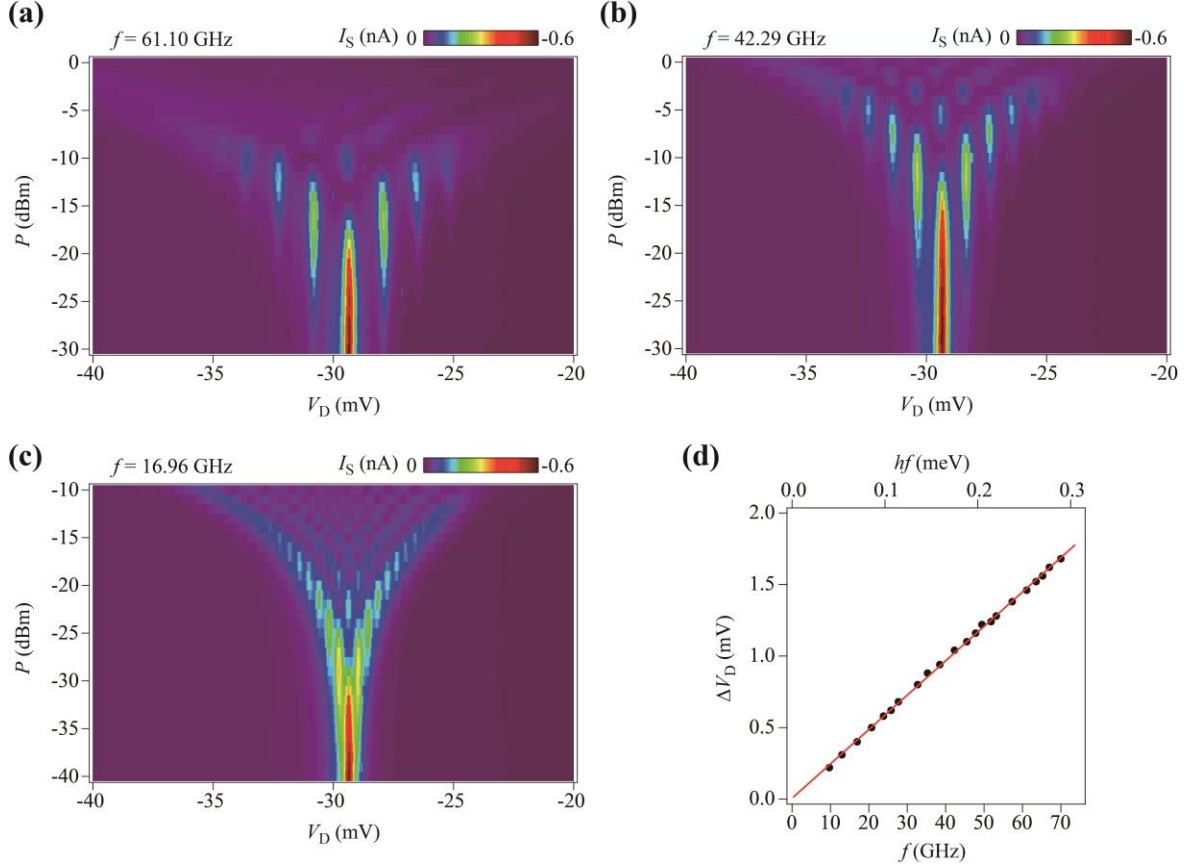 (a)
f = 61.10 GHz
I_S (nA) 0 -0.6
0
-5
-10
-15
-20
-25
-30
P (dBm)
-40 -35 -30 -25 -20
V_D (mV)
(b)
f = 42.29 GHz
I_S (nA) 0 -0.6
0
-5
-10
-15
-20
-25
-30
P (dBm)
-40 -35 -30 -25 -20
V_D (mV)
(c)
f = 16.96 GHz
I_S (nA) 0 -0.6
-10
-15
-20
-25
-30
-35
-40
P (dBm)
-40 -35 -30 -25 -20
V_D (mV)
(d)
hf (meV)
0.0 0.1 0.2 0.3
2.0
1.5
1.0
0.5
0.0
ΔV_D (mV)
0 10 20 30 40 50 60 70
f (GHz)